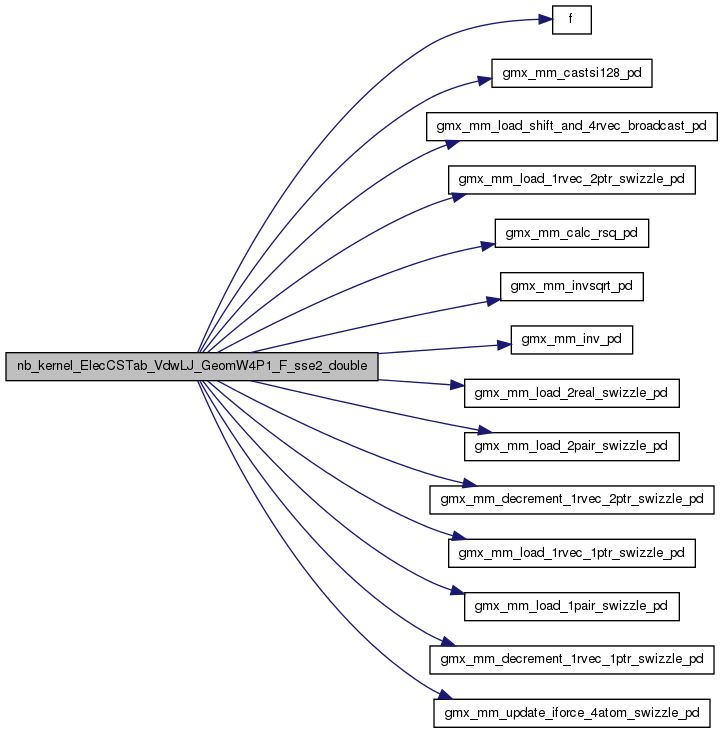 f
gmx_mm_castsi128_pd
gmx_mm_load_shift_and_4rvec_broadcast_pd
gmx_mm_load_1rvec_2ptr_swizzle_pd
gmx_mm_calc_rsq_pd
gmx_mm_invsqrt_pd
gmx_mm_inv_pd
nb_kernel_ElecCSTab_VdwLJ_GeomW4P1_F_sse2_double
gmx_mm_load_2real_swizzle_pd
gmx_mm_load_2pair_swizzle_pd
gmx_mm_decrement_1rvec_2ptr_swizzle_pd
gmx_mm_load_1rvec_1ptr_swizzle_pd
gmx_mm_load_1pair_swizzle_pd
gmx_mm_decrement_1rvec_1ptr_swizzle_pd
gmx_mm_update_iforce_4atom_swizzle_pd